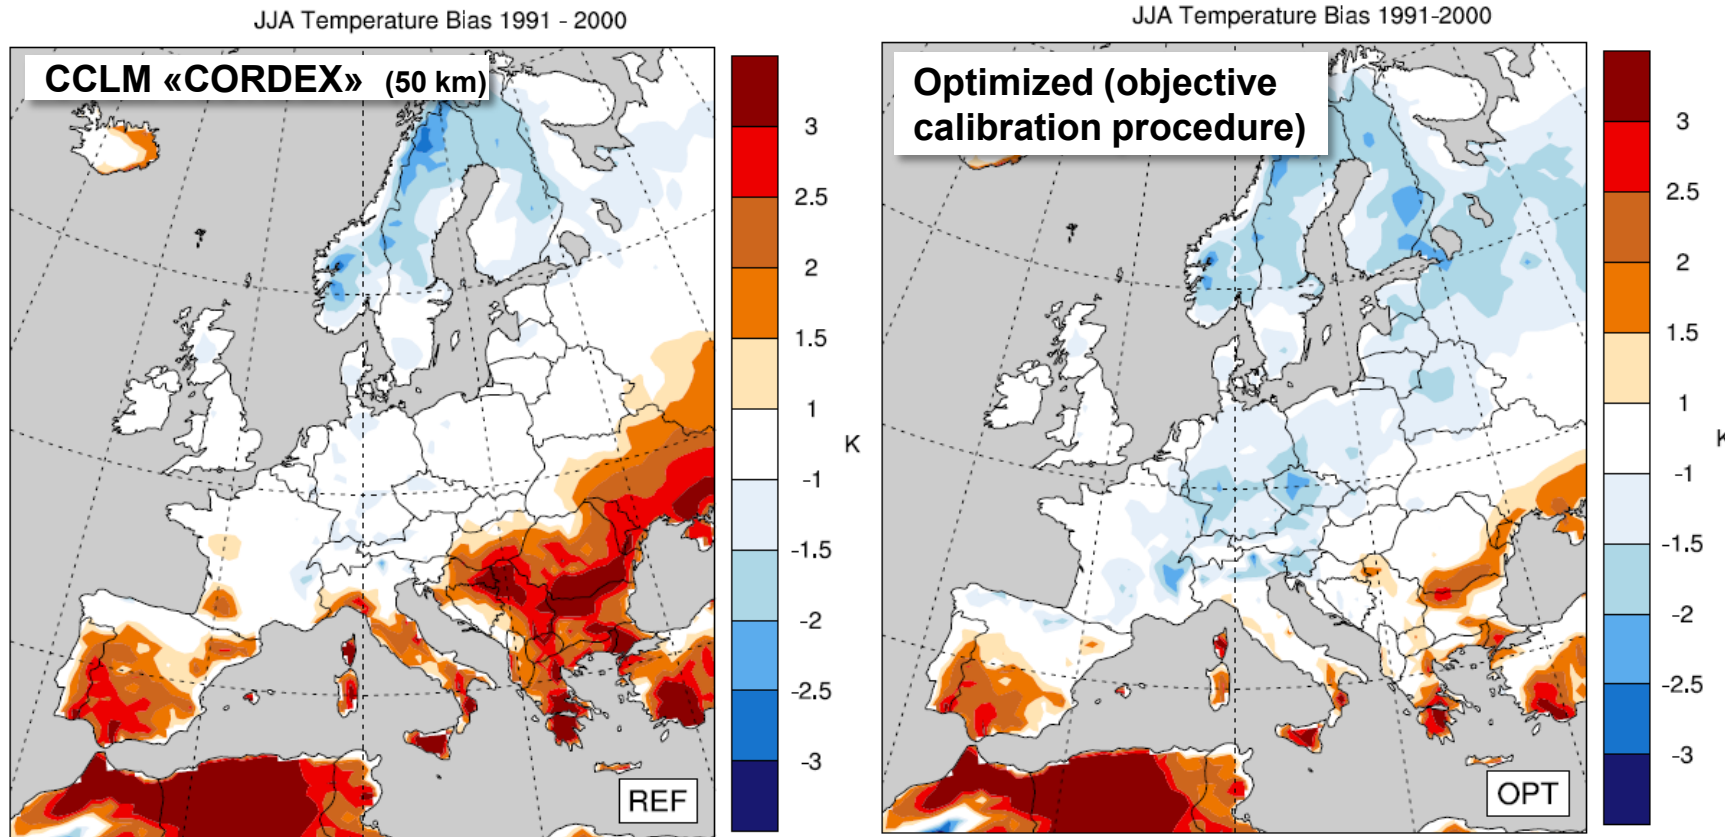 JJA Temperature Bias 1991 - 2000
CCLM «CORDEX» (50 km)
3
2.5
2
1.5
1
-1
-1.5
-2
-2.5
-3
K
REF
JJA Temperature Bias 1991-2000
Optimized (objective
calibration procedure)
3
2.5
2
1.5
1
-1
-1.5
-2
-2.5
-3
K
OPT